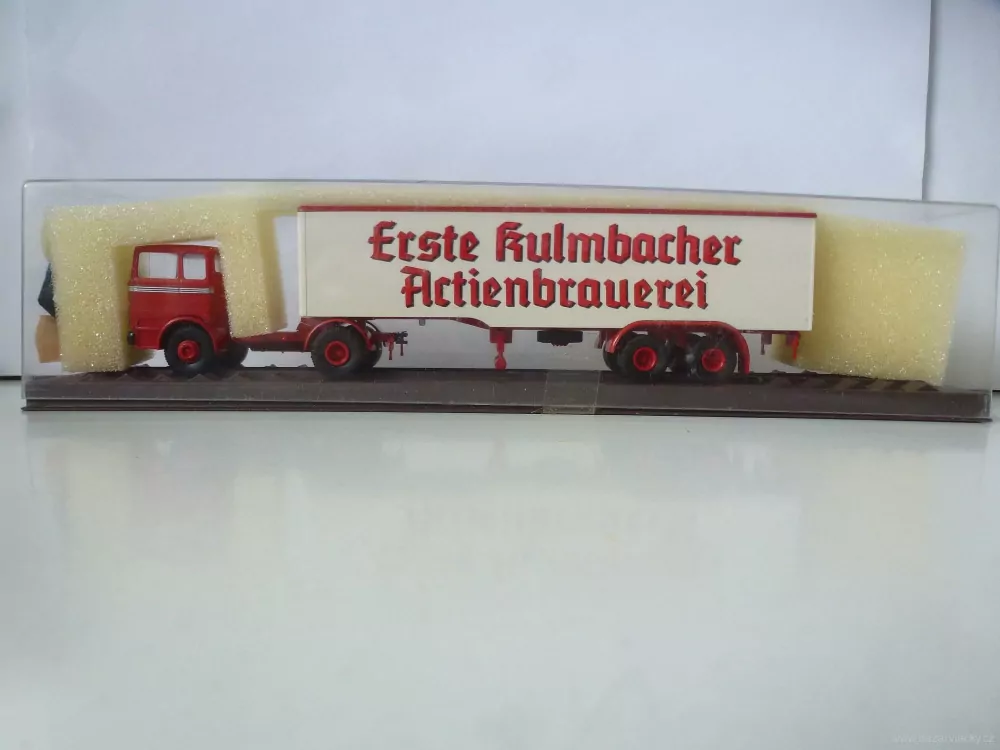 Erste Kulmbacher
Actienbrauerei